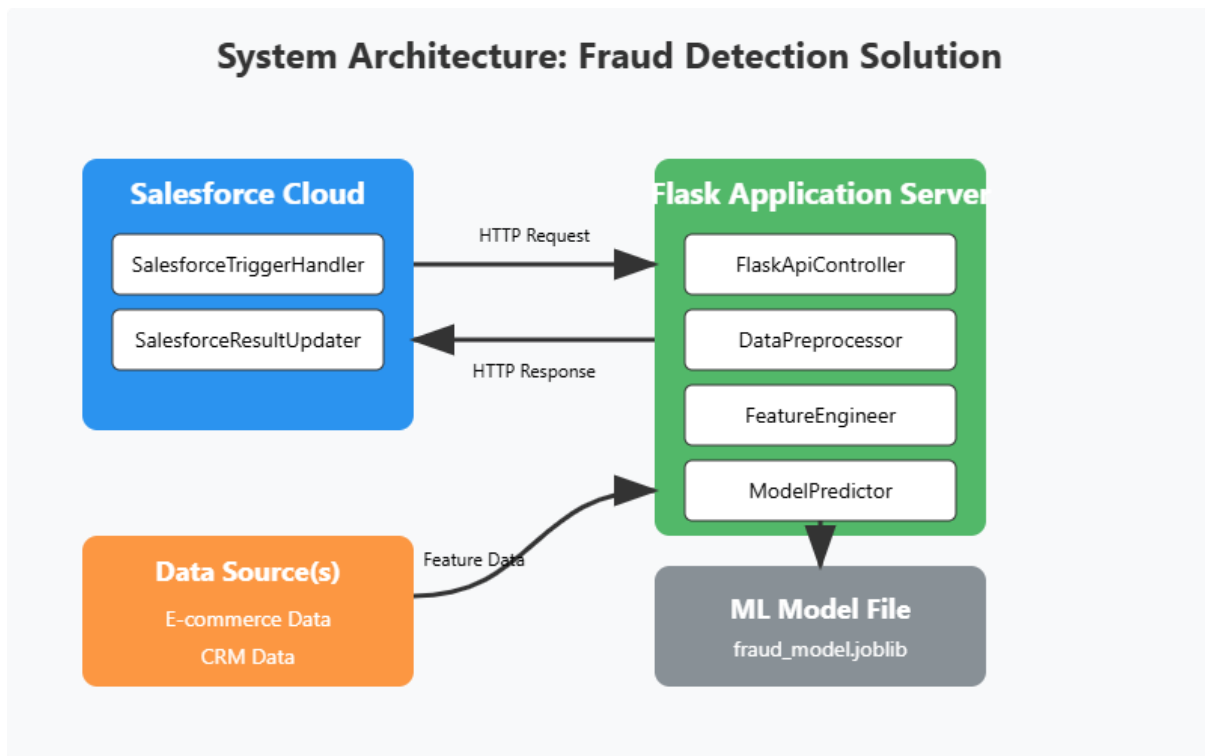 System Architecture: Fraud Detection Solution
Salesforce Cloud
SalesforceTriggerHandler
SalesforceResultUpdater
HTTP Request
HTTP Response
Flask Application Server
FlaskApiController
DataPreprocessor
FeatureEngineer
ModelPredictor
Data Source(s)
E-commerce Data
CRM Data
Feature Data
ML Model File
fraud_model.joblib